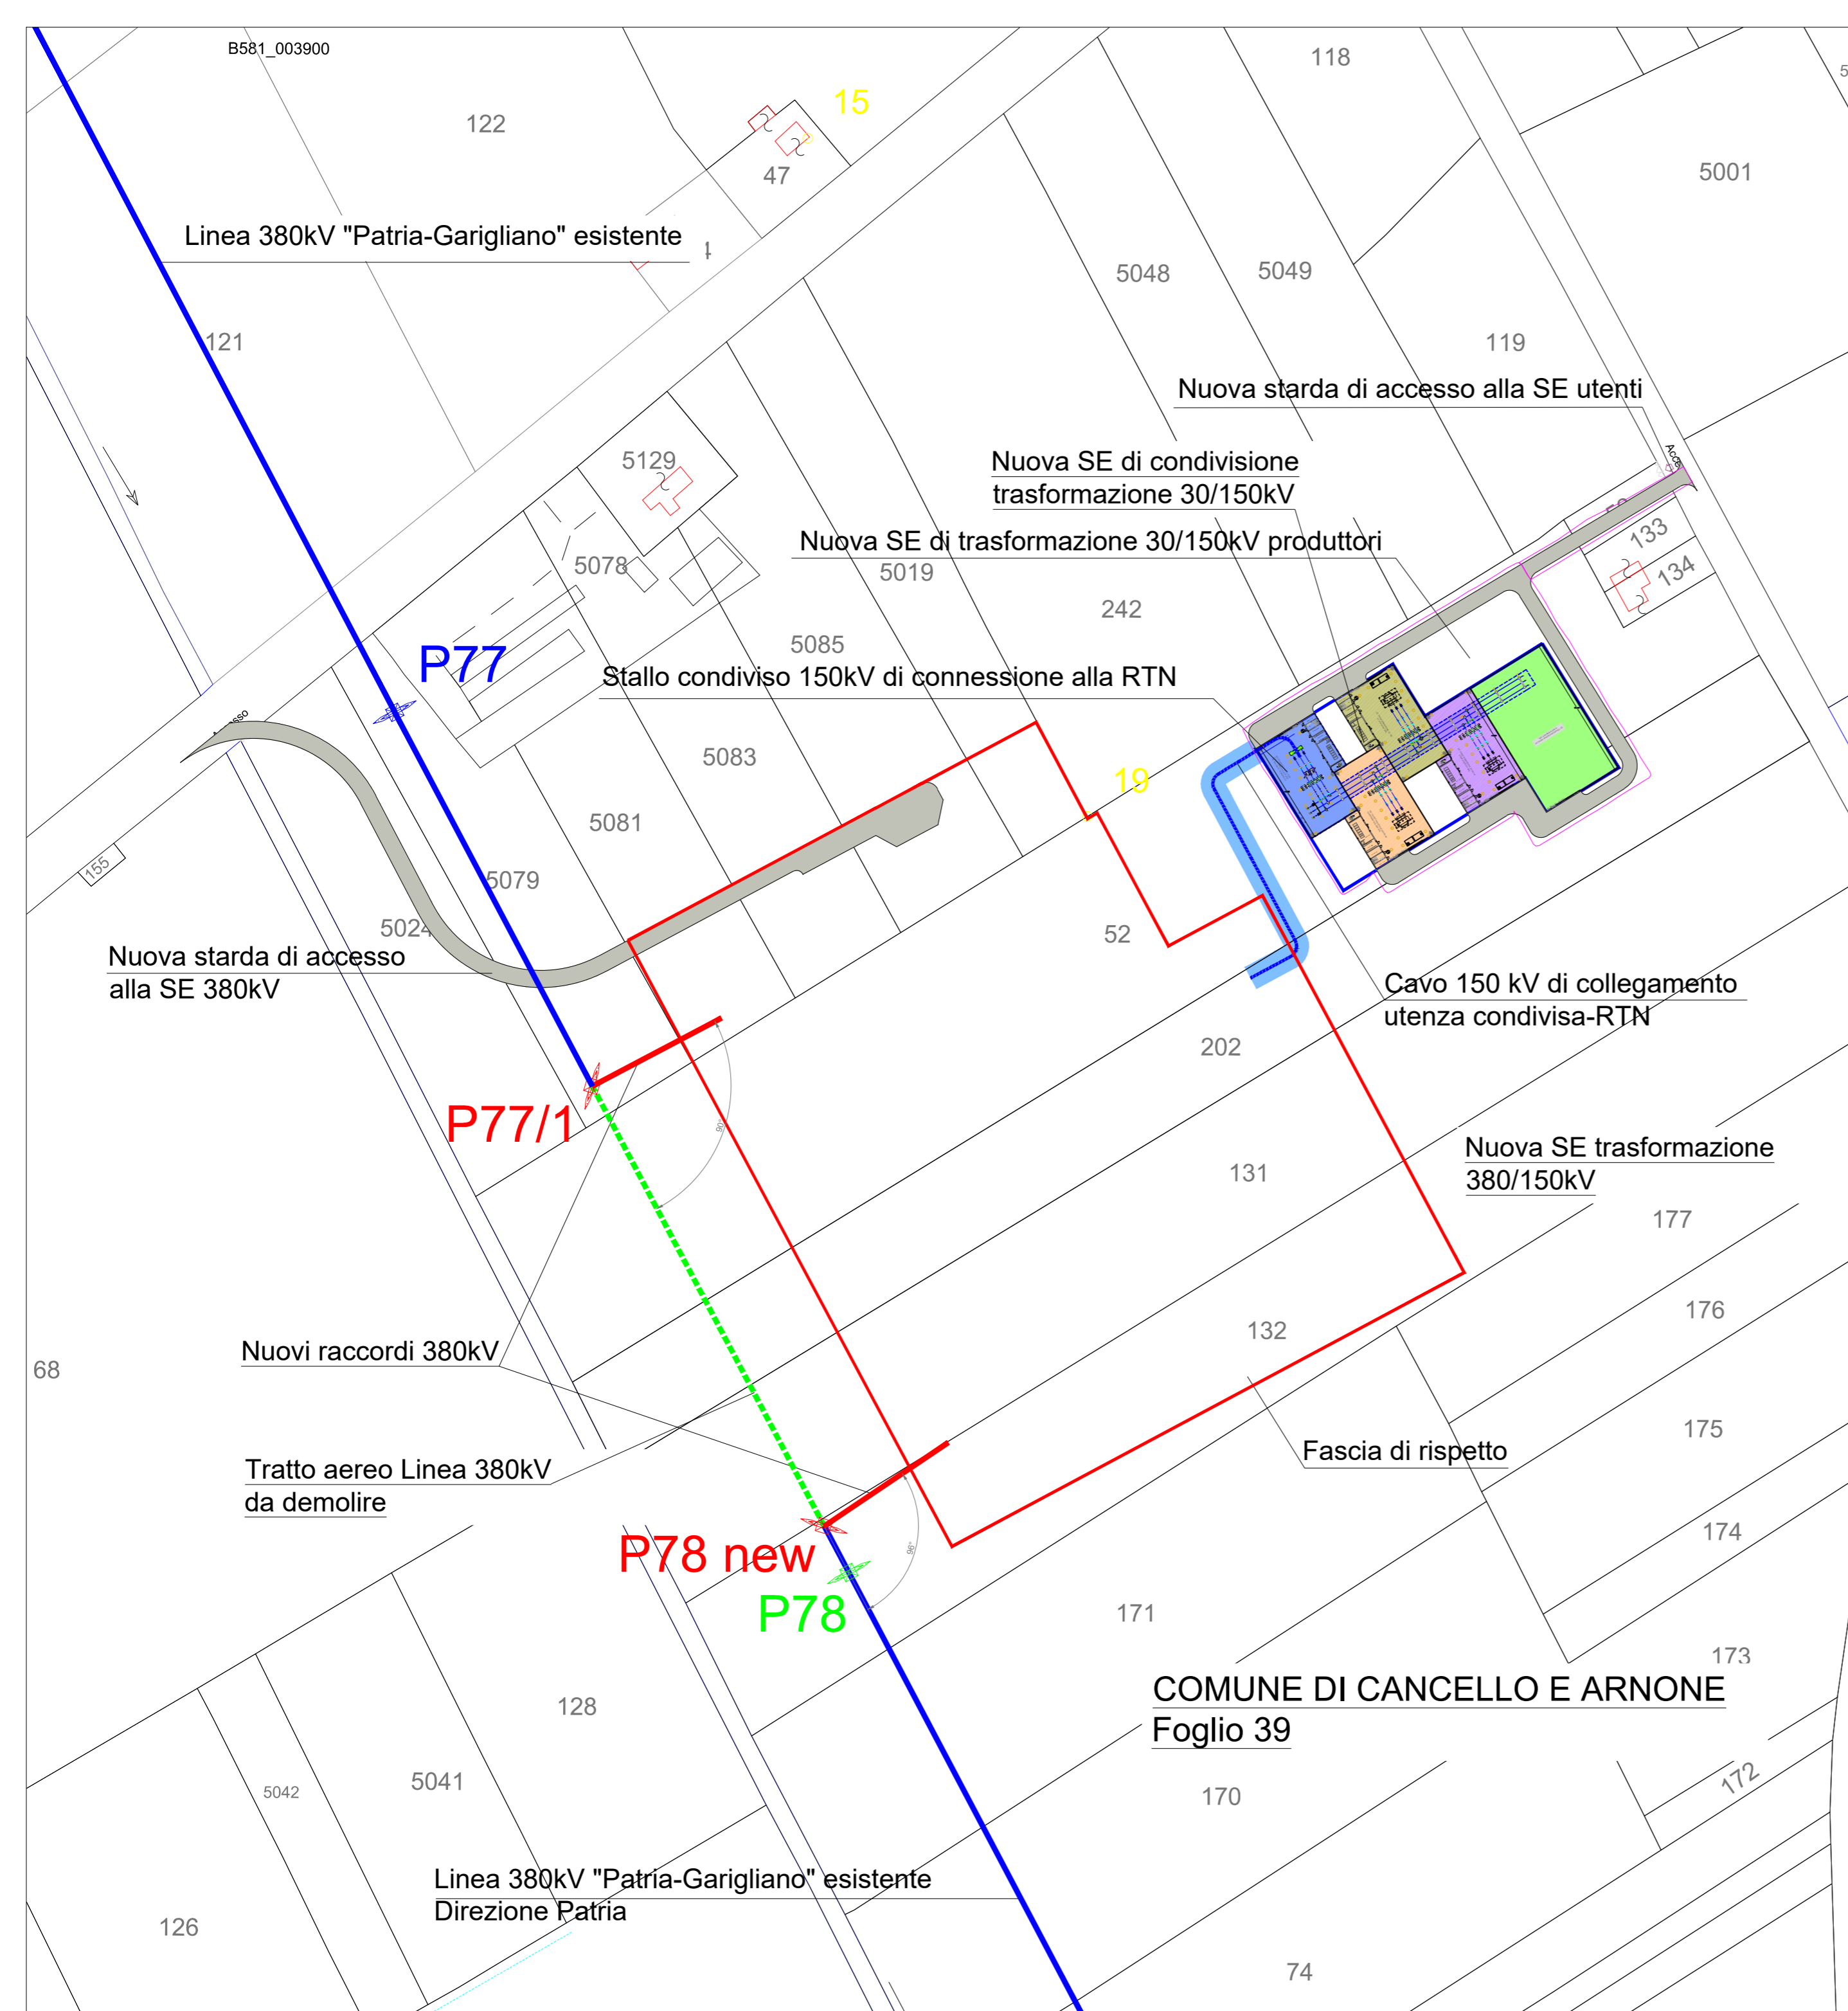 B581_003900
118
15
122
47
5001
Linea 380kV "Patria-Garigliano" esistente
5048
5049
121
119
Nuova starda di accesso alla SE utenti
5129
Nuova SE di condivisione
trasformazione 30/150kV
133
Nuova SE di trasformazione 30/150kV produttori
5078
5019
134
242
5085
P77
Stallo condiviso 150kV di connessione alla RTN
5083
19
5081
155
5079
5024
52
Nuova starda di accesso
alla SE 380kV
Cavo 150 kV di collegamento
utenza condivisa-RTN
202
P77/1
90°
Nuova SE trasformazione
380/150kV
131
177
176
132
Nuovi raccordi 380kV
68
175
Fascia di rispetto
Tratto aereo Linea 380kV
da demolire
174
P78 new
96°
P78
171
173
COMUNE DI CANCELLO E ARNONE
Foglio 39
128
5041
5042
172
170
Linea 380kV "Patria-Garigliano" esistente
Direzione Patria
126
74